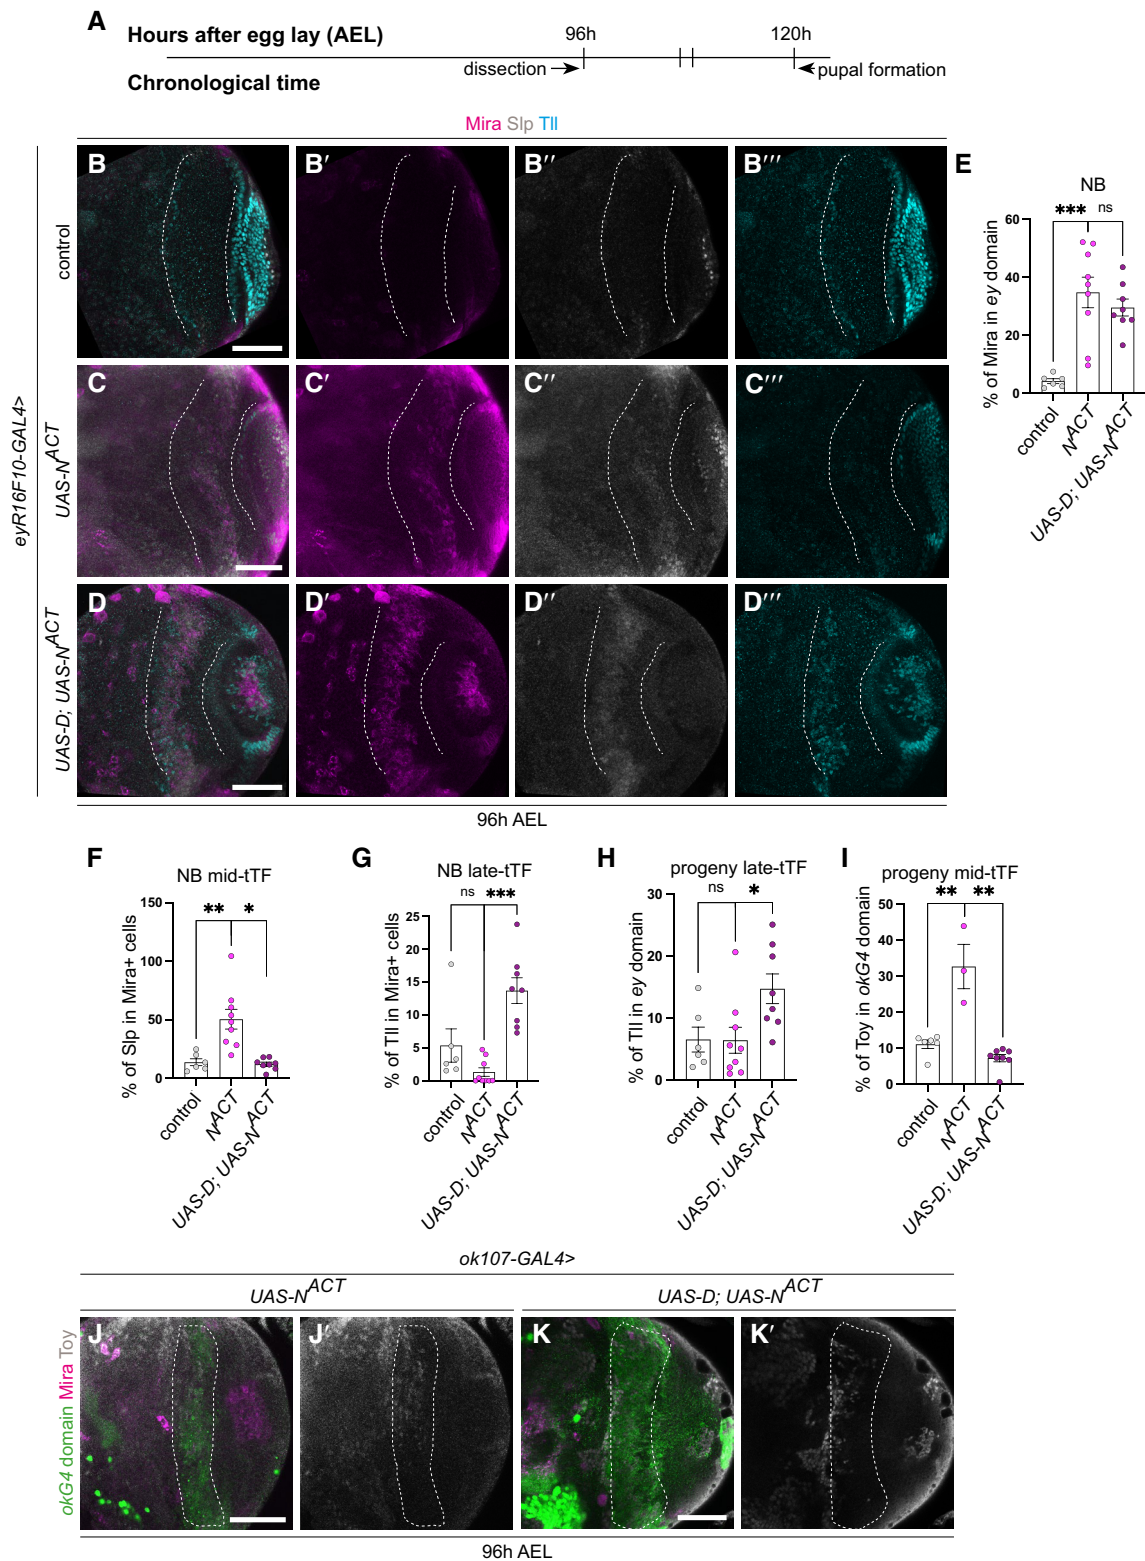 A
Hours after egg lay (AEL)
96h
120h
dissection
pupal formation
Chronological time
Mira Slp Tll
eyR16F10-GAL4>
control
B
B′
B′′
B′′′
UAS-N^ACT
C
C′
C′′
C′′′
UAS-D; UAS-N^ACT
D
D′
D′′
D′′′
96h AEL
E
NB
*** ns
% of Mira in ey domain
60
40
20
0
control
N^ACT
UAS-D; UAS-N^ACT
F
NB mid-tTF
** *
% of Slp in Mira+ cells
150
100
50
0
control
N^ACT
UAS-D; UAS-N^ACT
G
NB late-tTF
ns ***
% of Tll in Mira+ cells
25
20
15
10
5
0
control
N^ACT
UAS-D; UAS-N^ACT
H
progeny late-tTF
ns *
% of Tll in ey domain
30
20
10
0
control
N^ACT
UAS-D; UAS-N^ACT
I
progeny mid-tTF
** **
% of Toy in okG4 domain
50
40
30
20
10
0
control
N^ACT
UAS-D; UAS-N^ACT
ok107-GAL4>
UAS-N^ACT
UAS-D; UAS-N^ACT
okG4 domain Mira Toy
J
J′
K
K′
96h AEL